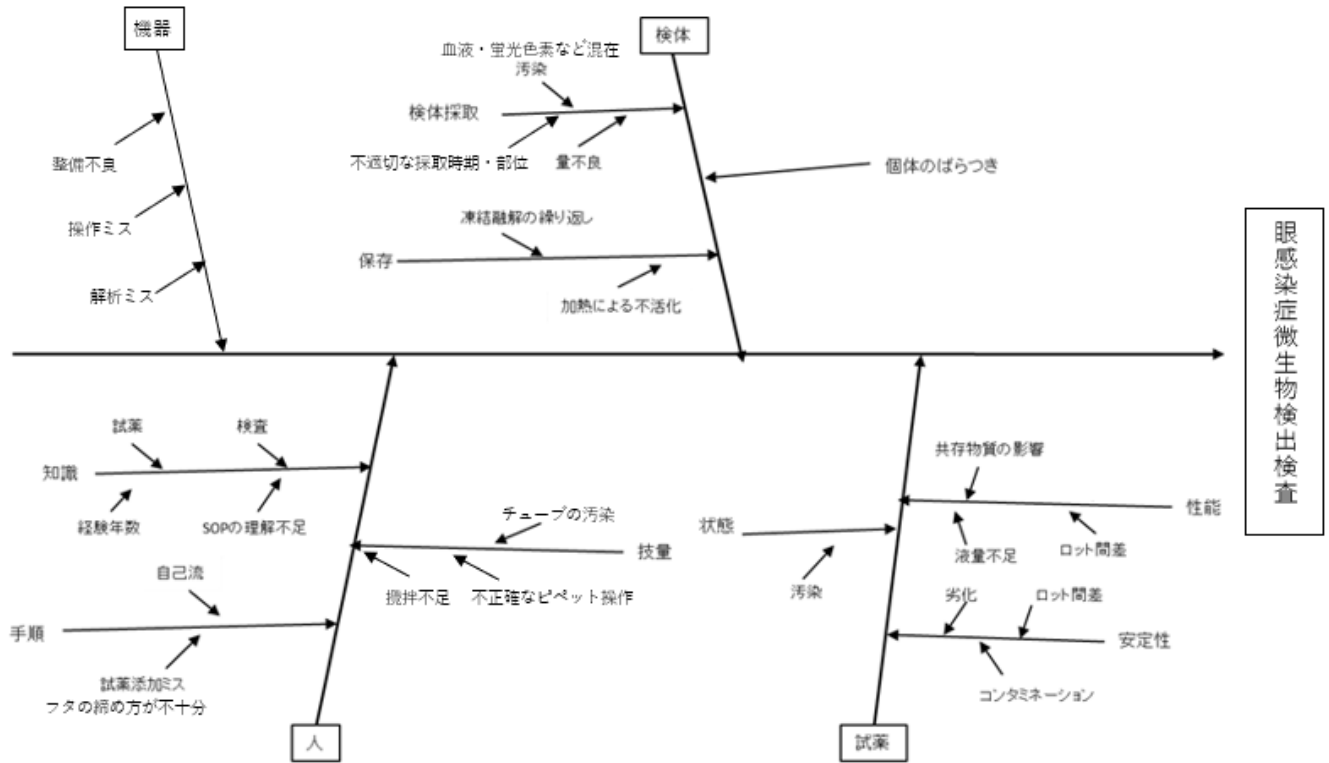 機器
整備不良
操作ミス
解析ミス
検体
血液・蛍光色素など混在
汚染
検体採取
不適切な採取時期・部位
量不良
個体のばらつき
凍結融解の繰り返し
保存
加熱による不活化
眼感染症微生物検出検査
試薬
検査
知識
経験年数
SOPの理解不足
チューブの汚染
技量
撹拌不足
不正確なピペット操作
自己流
手順
試薬添加ミス
フタの締め方が不十分
人
共存物質の影響
性能
液量不足
ロット間差
状態
汚染
劣化
ロット間差
安定性
コンタミネーション
試薬